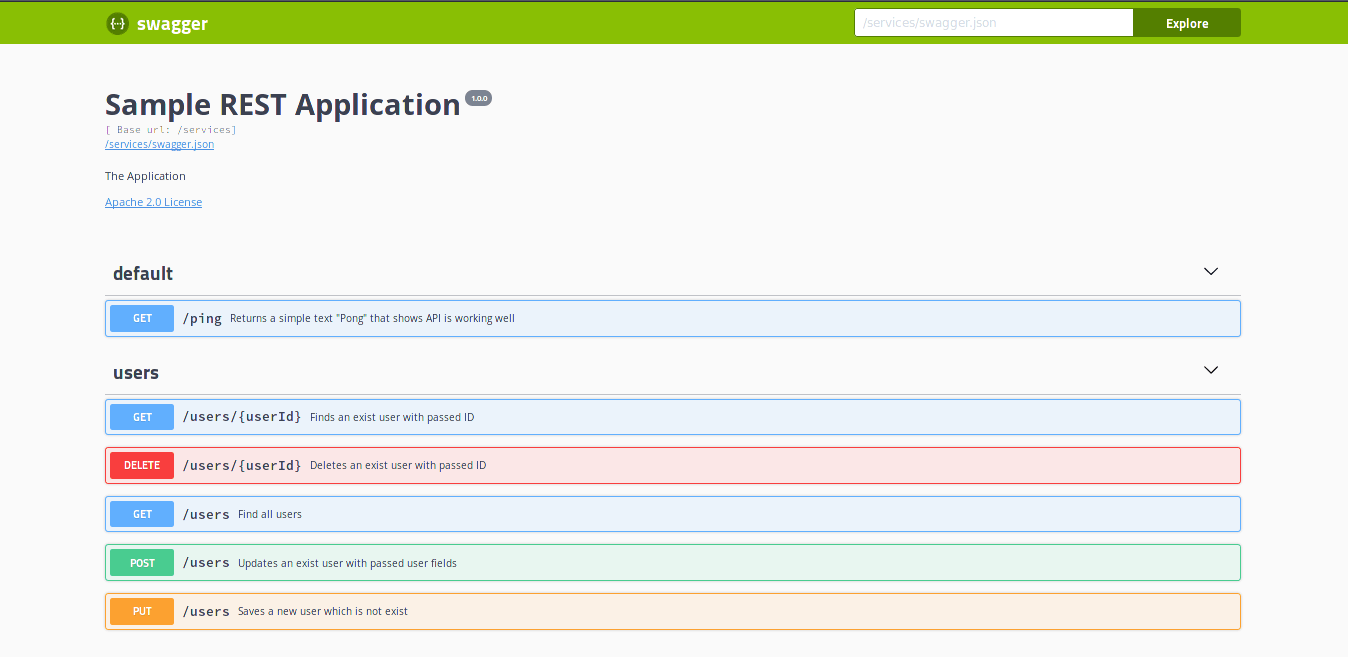 {···} swagger
/services/swagger.json
Explore
Sample REST Application 1.0.0
[ Base url: /services]
/services/swagger.json
The Application
Apache 2.0 License
default
GET /ping Returns a simple text "Pong" that shows API is working well
users
GET /users/{userId} Finds an exist user with passed ID
DELETE /users/{userId} Deletes an exist user with passed ID
GET /users Find all users
POST /users Updates an exist user with passed user fields
PUT /users Saves a new user which is not exist